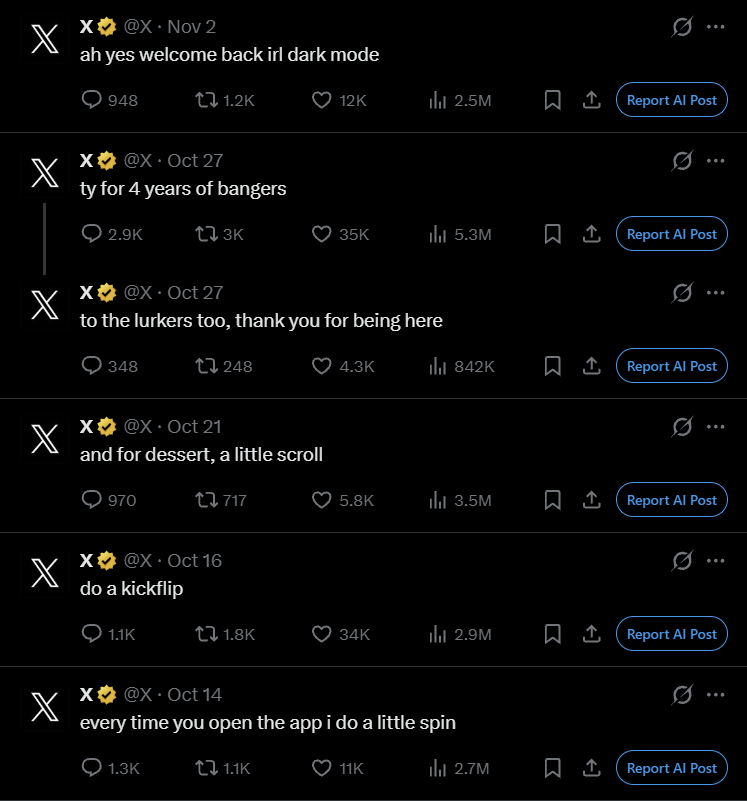 X @X · Nov 2
ah yes welcome back irl dark mode
948 1.2K 12K 2.5M Report AI Post
X @X · Oct 27
ty for 4 years of bangers
2.9K 3K 35K 5.3M Report AI Post
X @X · Oct 27
to the lurkers too, thank you for being here
348 248 4.3K 842K Report AI Post
X @X · Oct 21
and for dessert, a little scroll
970 717 5.8K 3.5M Report AI Post
X @X · Oct 16
do a kickflip
1.1K 1.8K 34K 2.9M Report AI Post
X @X · Oct 14
every time you open the app i do a little spin
1.3K 1.1K 11K 2.7M Report AI Post